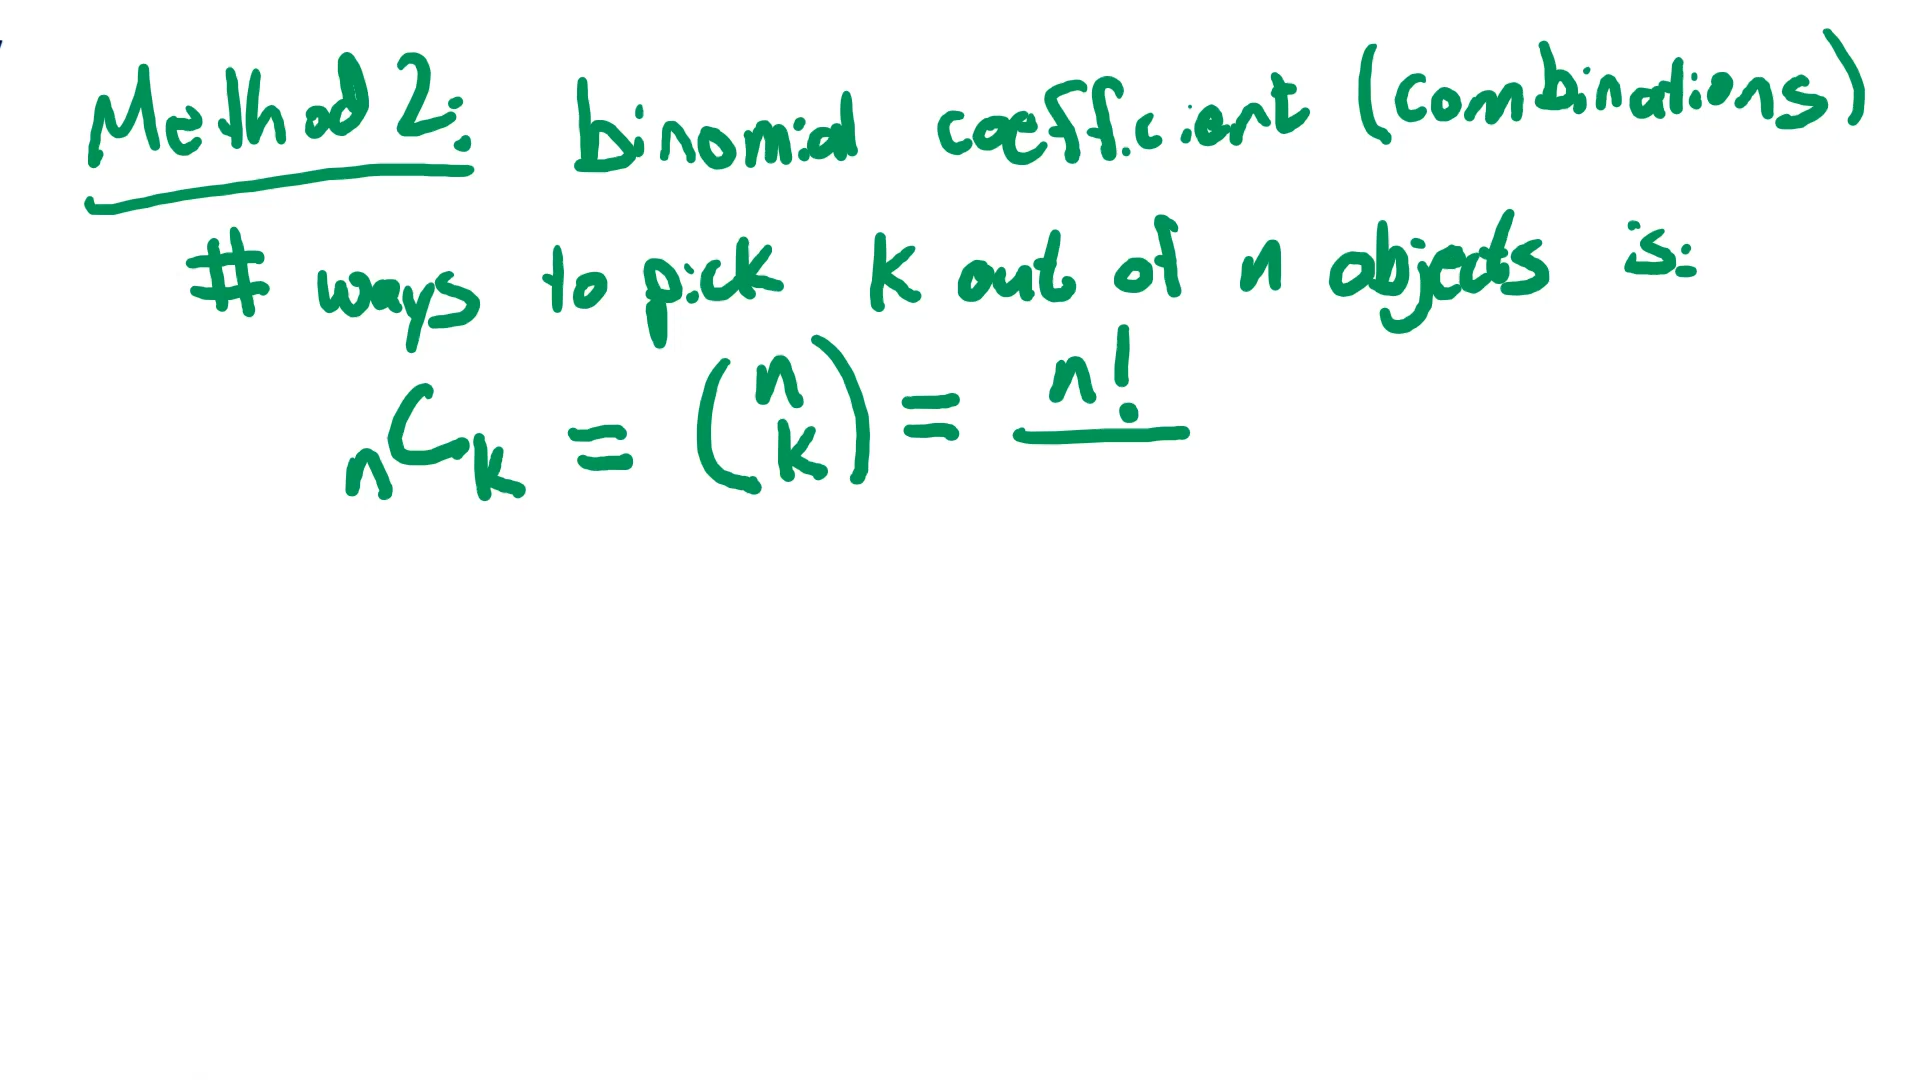 Method 2: binomial coefficient (combinations)
# ways to pick k out of n objects is:
nCk = (n k) = n!